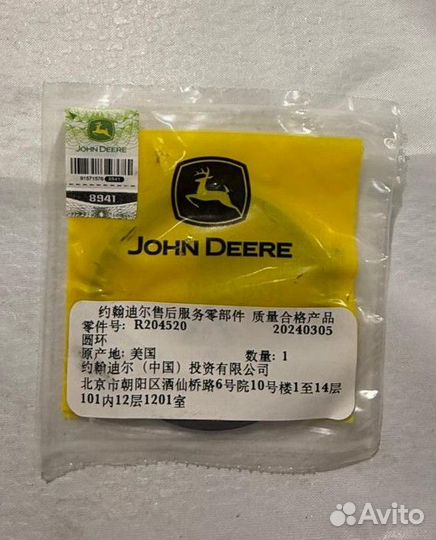 JOHN DEERE
91571576 8941
8941
JOHN DEERE
约翰迪尔售后服务零部件 质量合格产品
零件号: R204520 20240305
圆环
原产地: 美国 数量: 1
约翰迪尔（中国）投资有限公司
北京市朝阳区酒仙桥路6号院10号楼1至14层
101内12层1201室
Avito